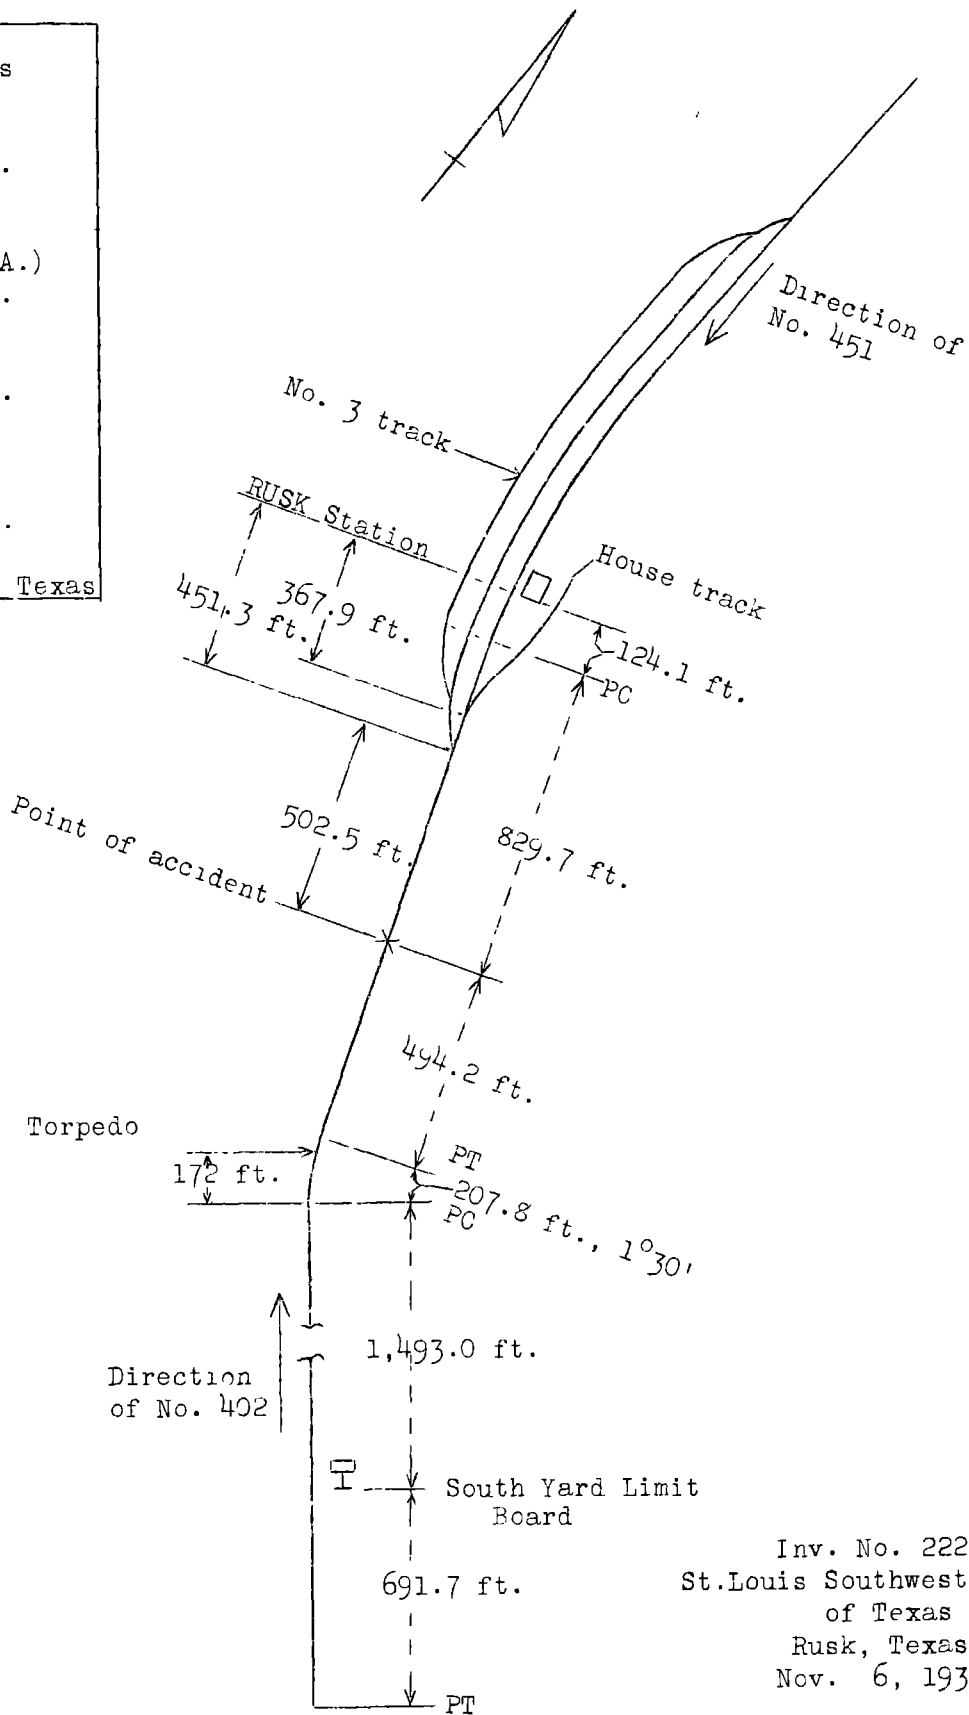 s
.
A.)
.
.
.
Texas
Direction of
No. 451
No. 3 track
RUSK Station
House track
451.3 ft.
367.9 ft.
124.1 ft.
PC
502.5 ft.
829.7 ft.
Point of accident
494.2 ft.
Torpedo
172 ft.
PT
207.8 ft., 1°30'
PC
1,493.0 ft.
Direction
of No. 402
South Yard Limit
Board
691.7 ft.
PT
Inv. No. 222
St.Louis Southwest
of Texas
Rusk, Texas
Nov. 6, 193